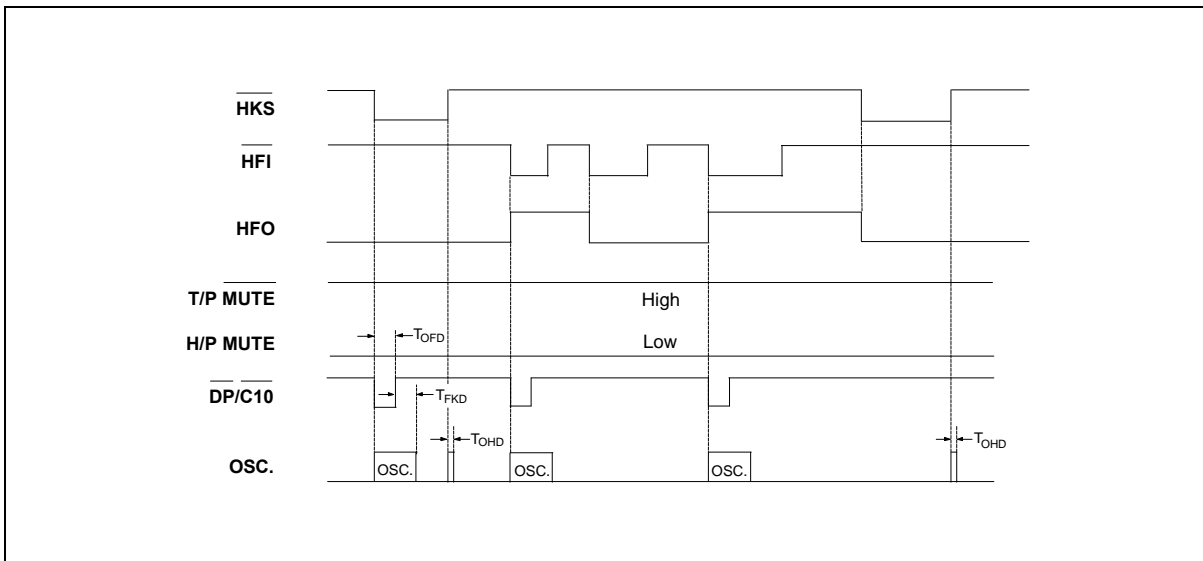 HKS
HFI
HFO
T/P MUTE High
H/P MUTE Low
TOFD
DP/C10
TFKD
TOHD
TOHD
OSC. OSC. OSC. OSC.